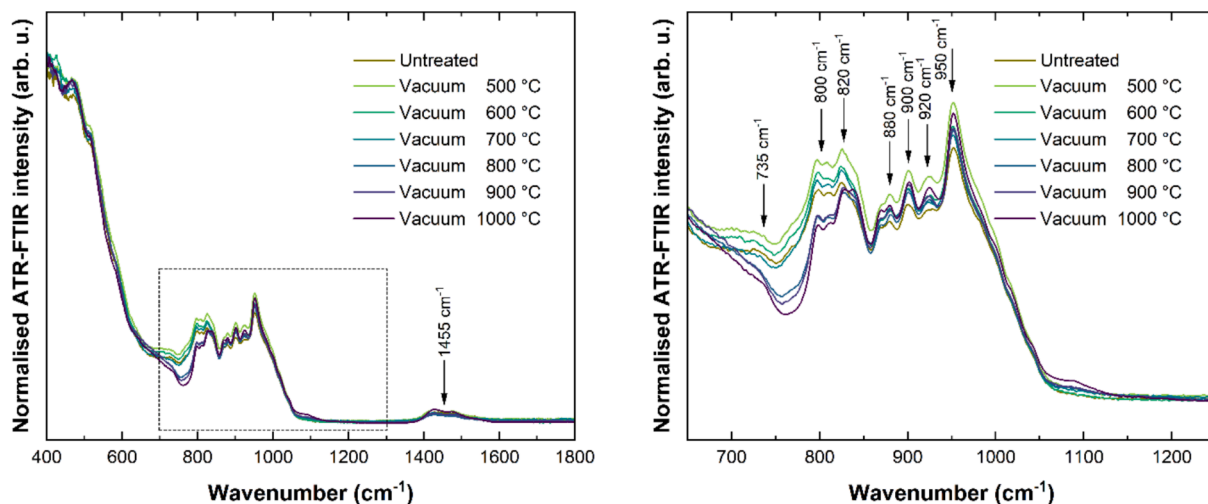 Normalised ATR-FTIR intensity (arb. u.)
Untreated
Vacuum 500 °C
Vacuum 600 °C
Vacuum 700 °C
Vacuum 800 °C
Vacuum 900 °C
Vacuum 1000 °C
1455 cm⁻¹
400 600 800 1000 1200 1400 1600 1800
Wavenumber (cm⁻¹)
Normalised ATR-FTIR intensity (arb. u.)
735 cm⁻¹
800 cm⁻¹
820 cm⁻¹
880 cm⁻¹
900 cm⁻¹
920 cm⁻¹
950 cm⁻¹
Untreated
Vacuum 500 °C
Vacuum 600 °C
Vacuum 700 °C
Vacuum 800 °C
Vacuum 900 °C
Vacuum 1000 °C
700 800 900 1000 1100 1200
Wavenumber (cm⁻¹)